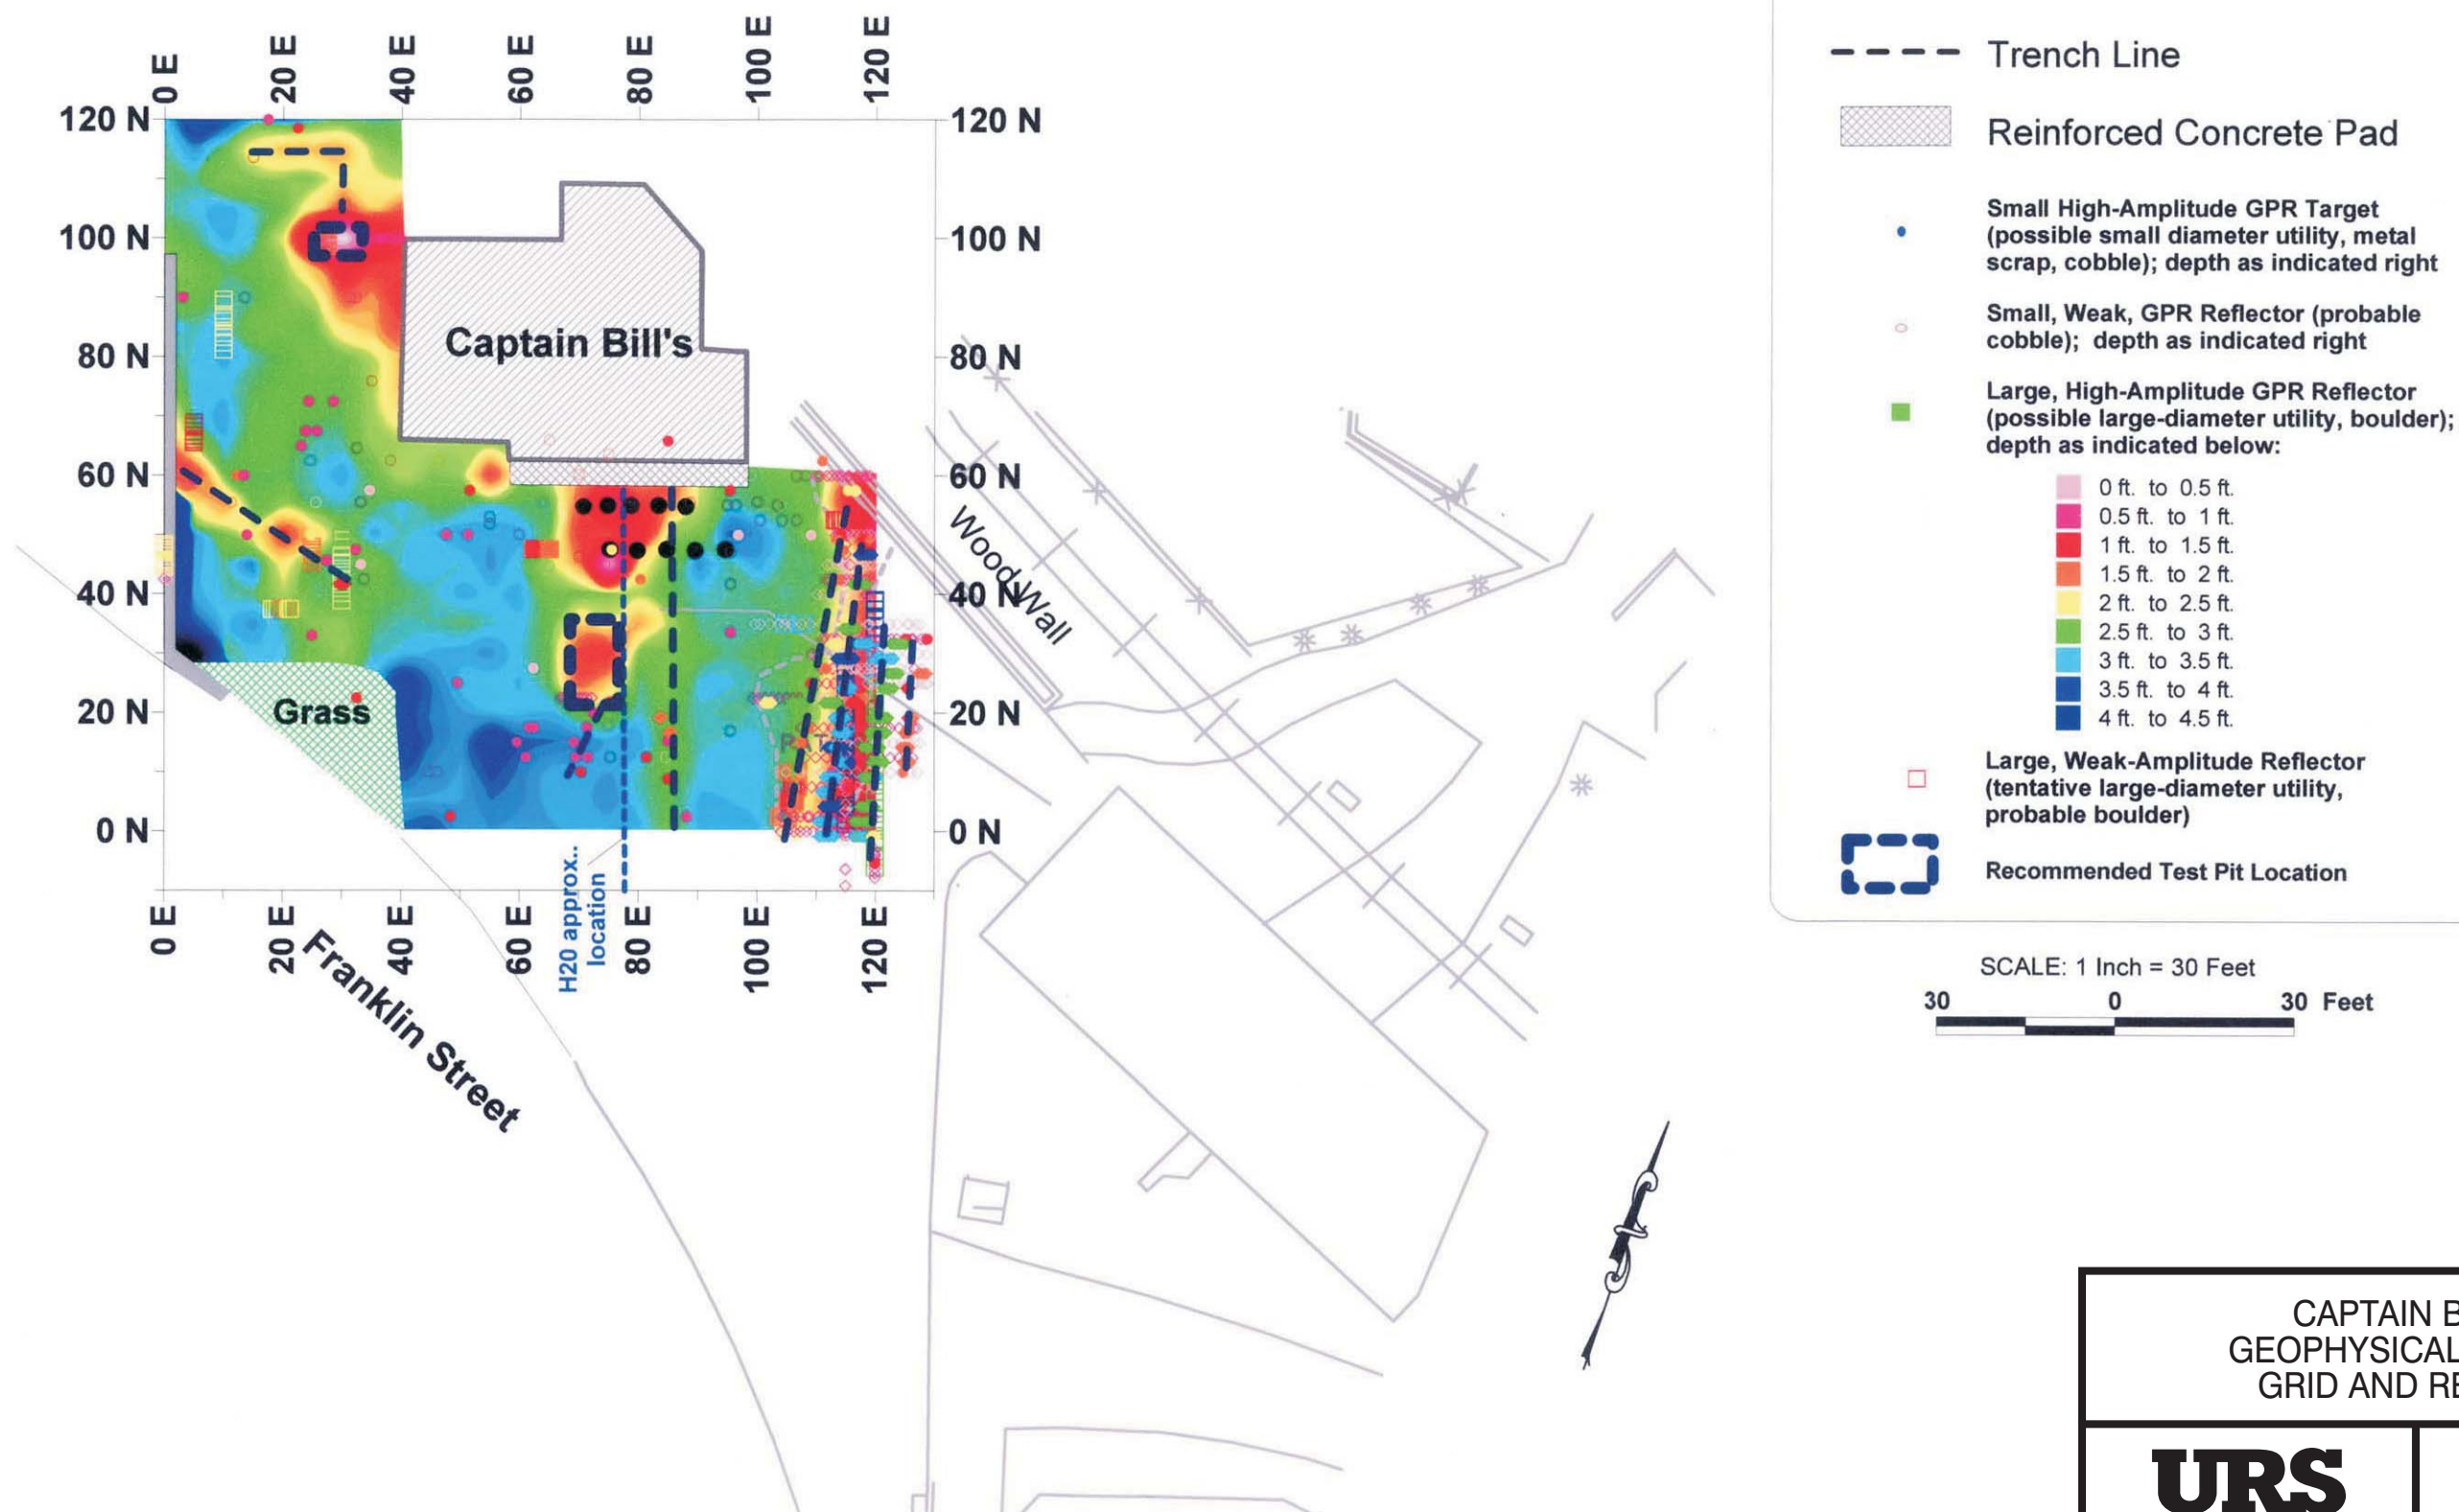 0 E
20 E
40 E
60 E
80 E
100 E
120 E
120 N
100 N
80 N
60 N
40 N
20 N
0 N
120 N
100 N
80 N
60 N
40 N
20 N
0 N
Captain Bill's
Grass
Wood Wall
0 E
20 E
40 E
60 E
80 E
100 E
120 E
H20 approx..
location
Franklin Street
Trench Line
Reinforced Concrete Pad
Small High-Amplitude GPR Target
(possible small diameter utility, metal
scrap, cobble); depth as indicated right
Small, Weak, GPR Reflector (probable
cobble); depth as indicated right
Large, High-Amplitude GPR Reflector
(possible large-diameter utility, boulder);
depth as indicated below:
0 ft. to 0.5 ft.
0.5 ft. to 1 ft.
1 ft. to 1.5 ft.
1.5 ft. to 2 ft.
2 ft. to 2.5 ft.
2.5 ft. to 3 ft.
3 ft. to 3.5 ft.
3.5 ft. to 4 ft.
4 ft. to 4.5 ft.
Large, Weak-Amplitude Reflector
(tentative large-diameter utility,
probable boulder)
Recommended Test Pit Location
SCALE: 1 Inch = 30 Feet
30 0 30 Feet
CAPTAIN B
GEOPHYSICAL
GRID AND RE
URS